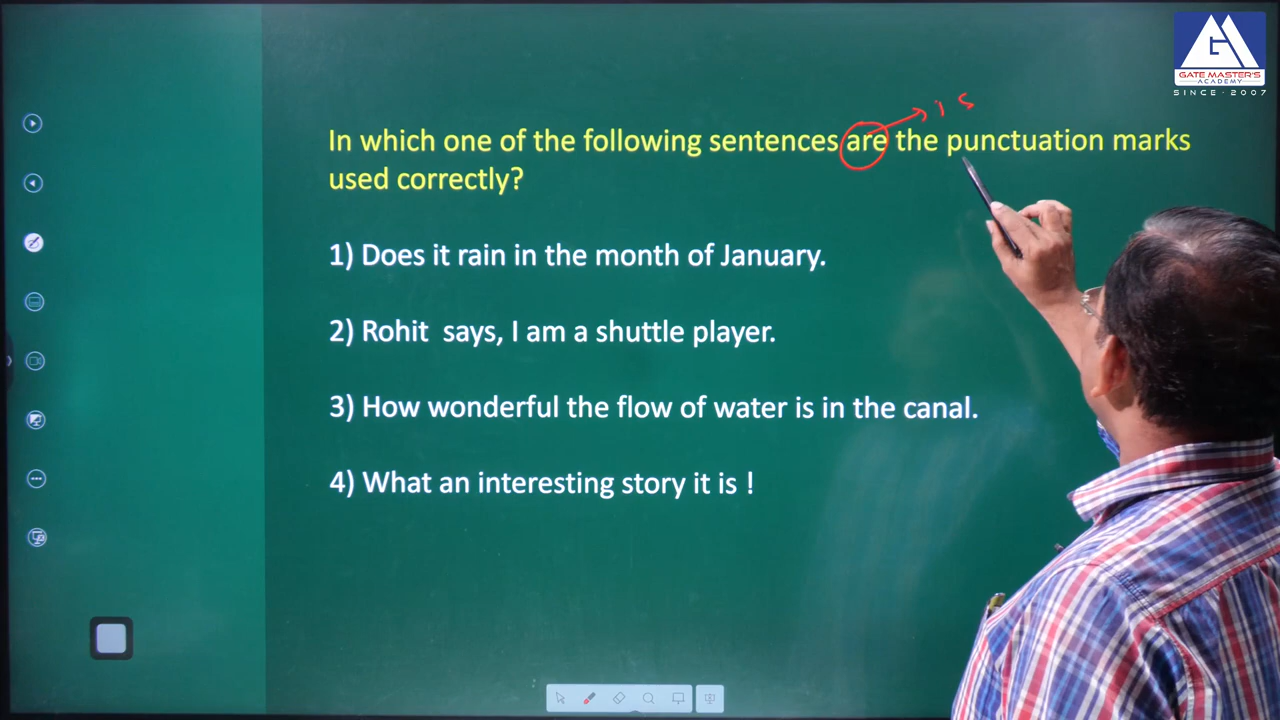 GATE MASTER'S
ACADEMY
SINCE · 2007
is
In which one of the following sentences are the punctuation marks
used correctly?
1) Does it rain in the month of January.
2) Rohit says, I am a shuttle player.
3) How wonderful the flow of water is in the canal.
4) What an interesting story it is !